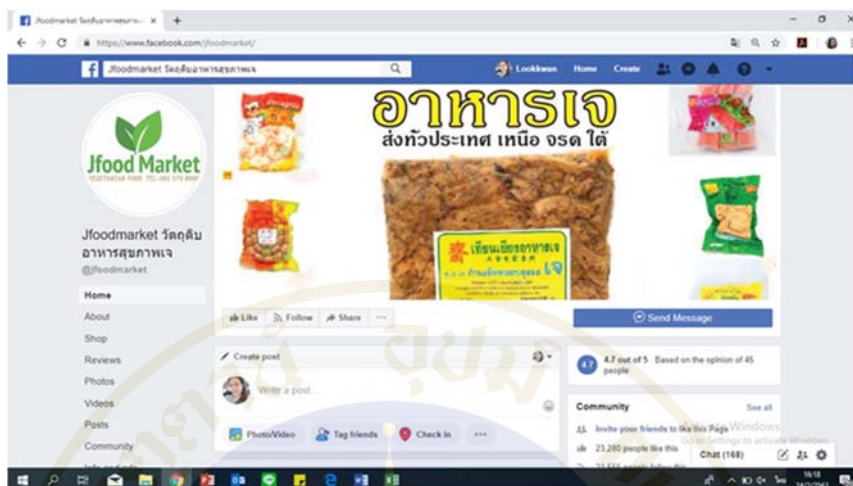 Jfoodmarket วัตถุดิบอาหารสุขภาพเจ
https://www.facebook.com/jfoodmarket/
Jfoodmarket วัตถุดิบอาหารสุขภาพเจ
Lookkwan
Home
Create
Jfood Market
VEGETARIAN FOOD
อาหารเจ
ส่งทั่วประเทศ เหนือ จรด ใต้
เจ
Jfoodmarket วัตถุดิบ
อาหารสุขภาพเจ
@jfoodmarket
Home
About
Shop
Reviews
Photos
Videos
Posts
Community
Like
Follow
Share
Send Message
Create post
Write a post
Photo/Video
Tag friends
Check in
4.7
4.7 out of 5 · Based on the opinion of 45
people
Community
See all
Invite your friends to like this Page
23,280 people like this
Chat (168)
16:18